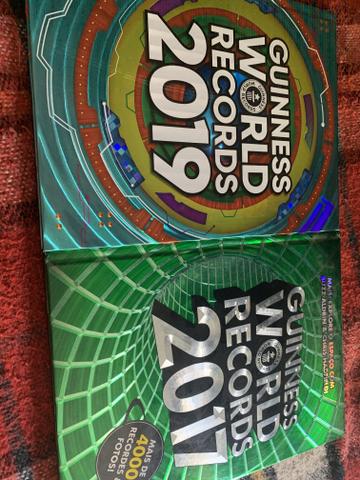 GUINNESS
WORLD
RECORDS
2019
GUINNESS
WORLD
RECORDS
2017
MAIS DE
4000
RECORDES
FOTOS!